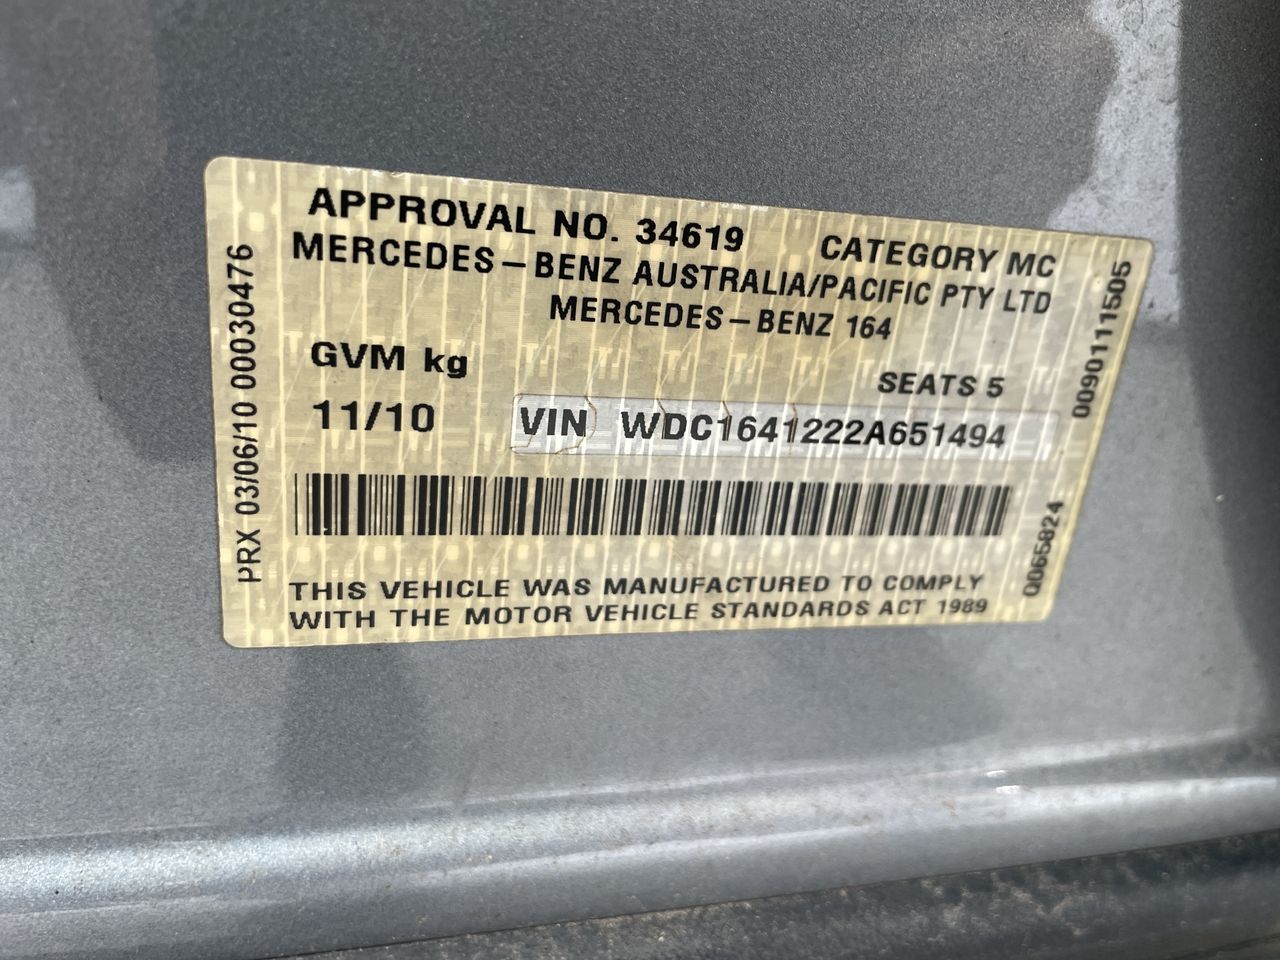 APPROVAL NO. 34619 CATEGORY MC
MERCEDES-BENZ AUSTRALIA/PACIFIC PTY LTD
MERCEDES-BENZ 164
GVM kg
SEATS 5
11/10 VIN WDC1641222A651494
THIS VEHICLE WAS MANUFACTURED TO COMPLY
WITH THE MOTOR VEHICLE STANDARDS ACT 1989
PRX 03/06/10 00030476
0090111505
0065824